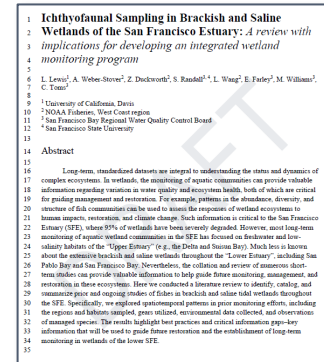 1 Ichthyofaunal Sampling in Brackish and Saline
2 Wetlands of the San Francisco Estuary: A review with
3 implications for developing an integrated wetland
4 monitoring program
5
6 L. Lewis¹, A. Weber-Stover², Z. Duckworth², S. Randall³,⁴, L. Wang², E. Farley², M. Williams³,
7 C. Toms³
8
9 ¹ University of California, Davis
10 ² NOAA Fisheries, West Coast region
11 ³ San Francisco Bay Regional Water Quality Control Board
12 ⁴ San Francisco State University
13
14 Abstract
15
16 Long-term, standardized datasets are integral to understanding the status and dynamics of
17 complex ecosystems. In wetlands, the monitoring of aquatic communities can provide valuable
18 information regarding variation in water quality and ecosystem health, both of which are critical
19 for guiding management and restoration. For example, patterns in the abundance, diversity, and
20 structure of fish communities can be used to assess the responses of wetland ecosystems to
21 human impacts, restoration, and climate change. Such information is critical to the San Francisco
22 Estuary (SFE), where 95% of wetlands have been severely degraded. However, most long-term
23 monitoring of aquatic wetland communities in the SFE has focused on freshwater and low-
24 salinity habitats of the "Upper Estuary" (e.g., the Delta and Suisun Bay). Much less is known
25 about the extensive brackish and saline wetlands throughout the "Lower Estuary", including San
26 Pablo Bay and San Francisco Bay. Nevertheless, the collation and review of numerous short-
27 term studies can provide valuable information to help guide future monitoring, management, and
28 restoration in these ecosystems. Here we conducted a literature review to identify, catalog, and
29 summarize prior and ongoing studies of fishes in brackish and saline tidal wetlands throughout
30 the SFE. Specifically, we explored spatiotemporal patterns in prior monitoring efforts, including
31 the regions and habitats sampled, gears utilized, environmental data collected, and observations
32 of managed species. The results highlight best practices and critical information gaps–key
33 information that will be used to guide future restoration and the establishment of long-term
34 monitoring in wetlands of the lower SFE.
35
DRAFT